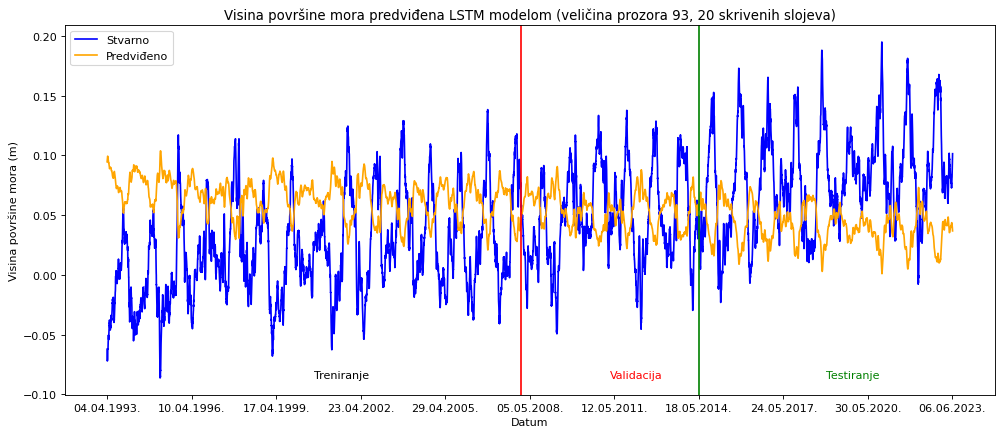 Visina površine mora predviđena LSTM modelom (veličina prozora 93, 20 skrivenih slojeva)
Stvarno
Predviđeno
Visina površine mora (m)
0.20
0.15
0.10
0.05
0.00
−0.05
−0.10
Treniranje
Validacija
Testiranje
04.04.1993.
10.04.1996.
17.04.1999.
23.04.2002.
29.04.2005.
05.05.2008.
12.05.2011.
18.05.2014.
24.05.2017.
30.05.2020.
06.06.2023.
Datum